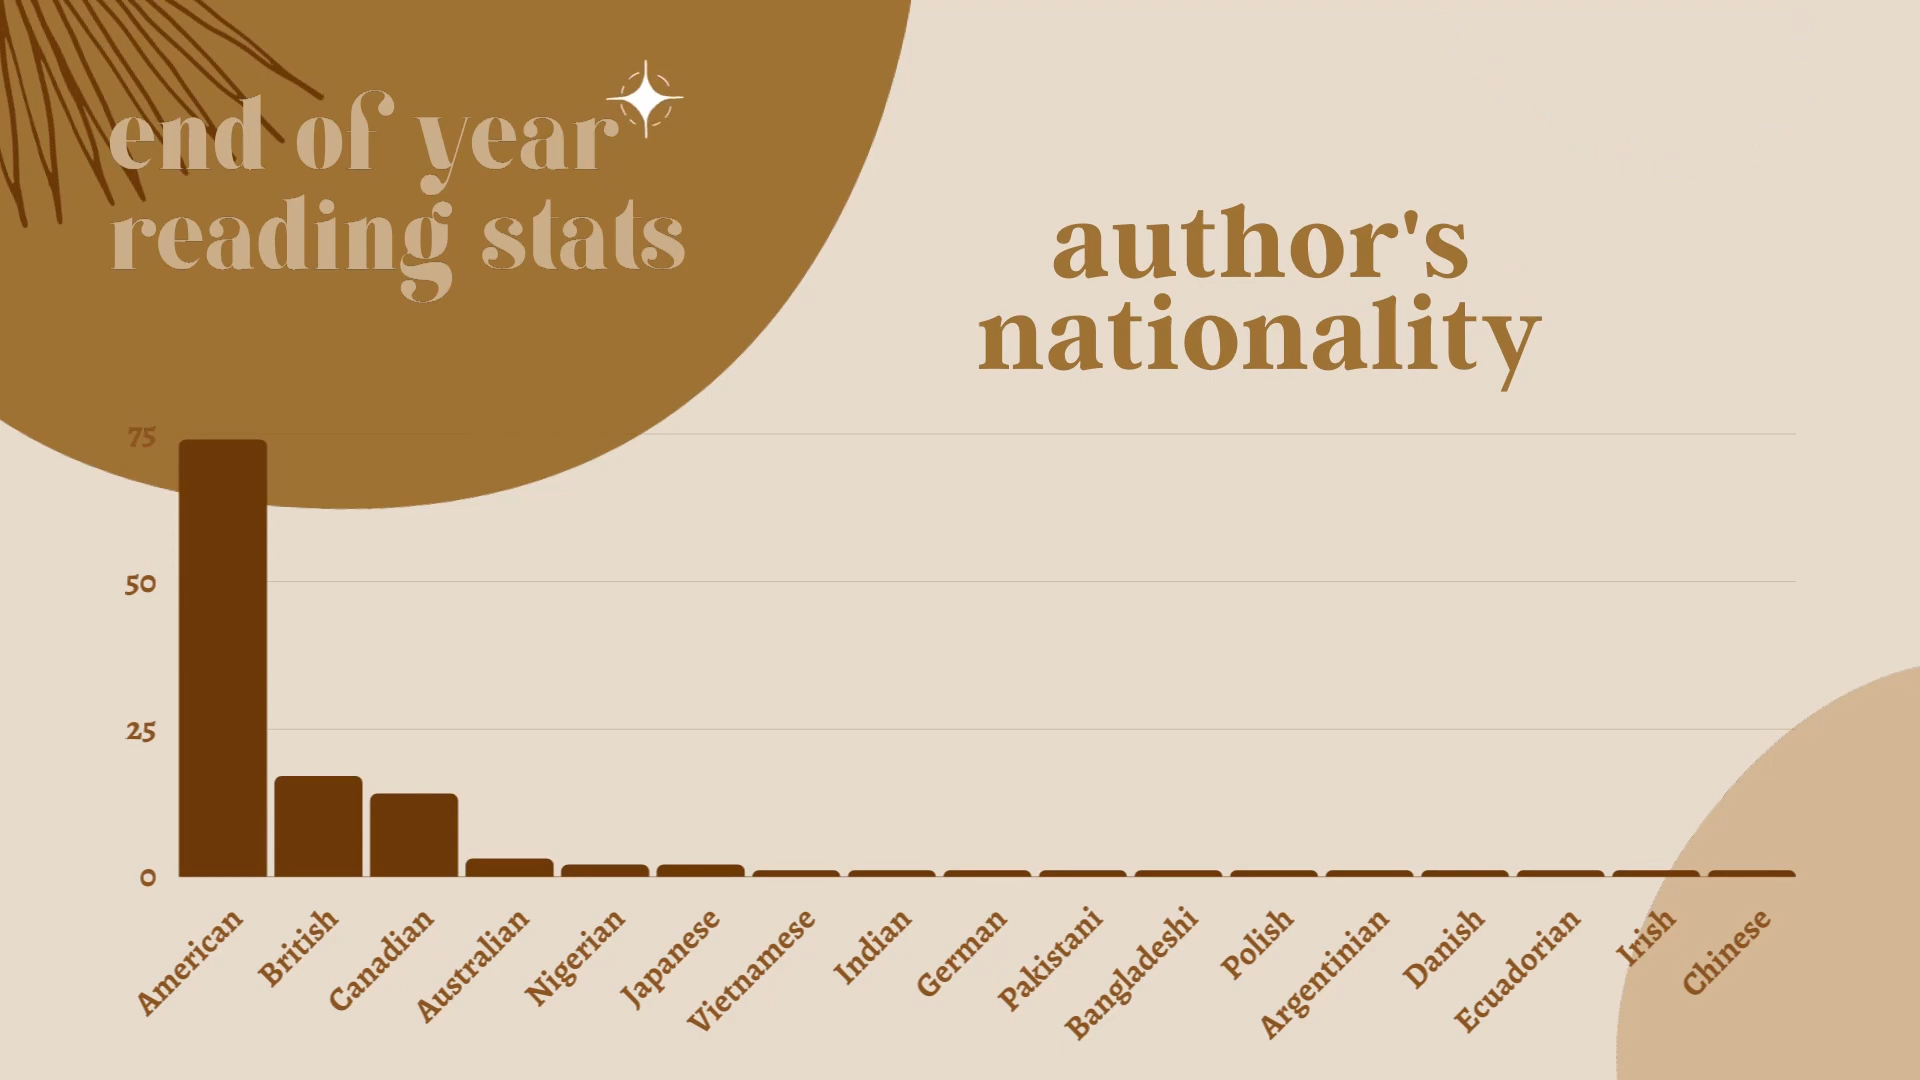 end of year
reading stats
author's
nationality
75
50
25
0
American
British
Canadian
Australian
Nigerian
Japanese
Vietnamese
Indian
German
Pakistani
Bangladeshi
Polish
Argentinian
Danish
Ecuadorian
Irish
Chinese